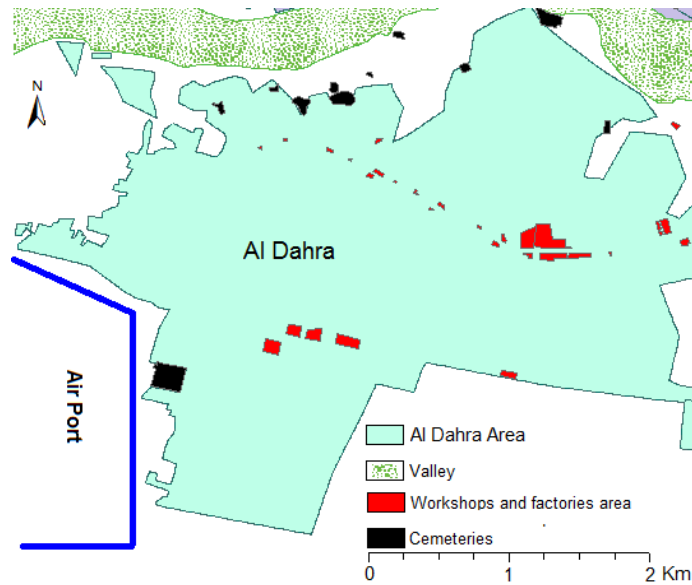 N
Al Dahra
Air Port
Al Dahra Area
Valley
Workshops and factories area
Cemeteries
0 1 2 Km